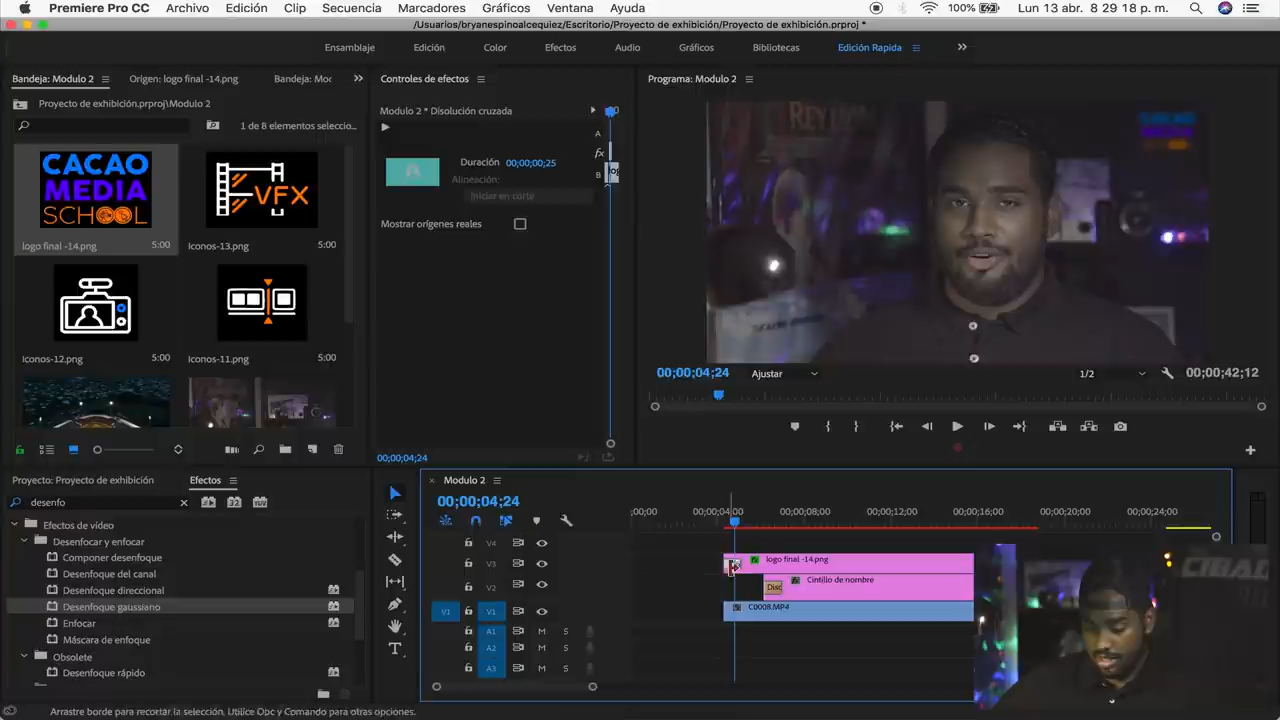 Premiere Pro CC Archivo Edición Clip Secuencia Marcadores Gráficos Ventana Ayuda 100% Lun 13 abr. 8 29 18 p. m.
/Usuarios/bryanespinoalcequiez/Escritorio/Proyecto de exhibición/Proyecto de exhibición.prproj *
Ensamblaje Edición Color Efectos Audio Gráficos Bibliotecas Edición Rapida
Bandeja: Modulo 2 Origen: logo final -14.png Bandeja: Moc
Proyecto de exhibición.prproj\Modulo 2
1 de 8 elementos seleccio...
CACAO
MEDIA
SCHOOL
VFX
logo final -14.png 5:00
Iconos-13.png 5:00
Iconos-12.png 5:00
Iconos-11.png 5:00
Controles de efectos
Modulo 2 * Disolución cruzada
Duración 00;00;00;25
Alineación:
Iniciar en corte
Mostrar orígenes reales
A
fx
B
00;00;04;24
Programa: Modulo 2
CACAO
MEDIA
00;00;04;24 Ajustar 1/2 00;00;42;12
Proyecto: Proyecto de exhibición Efectos
desenfo
Efectos de vídeo
Desenfocar y enfocar
Componer desenfoque
Desenfoque del canal
Desenfoque direccional
Desenfoque gaussiano
Enfocar
Máscara de enfoque
Obsolete
Desenfoque rápido
Modulo 2
00;00;04;24
;00;00 00;00;04;00 00;00;08;00 00;00;12;00 00;00;16;00 00;00;20;00 00;00;24;00
V4
V3 logo final -14.png
V2 Disc Cintillo de nombre
V1 V1 C0008.MP4
A1 M S
A2 M S
A3 M S
Arrastre borde para recortar la selección. Utilice Opc y Comando para otras opciones.